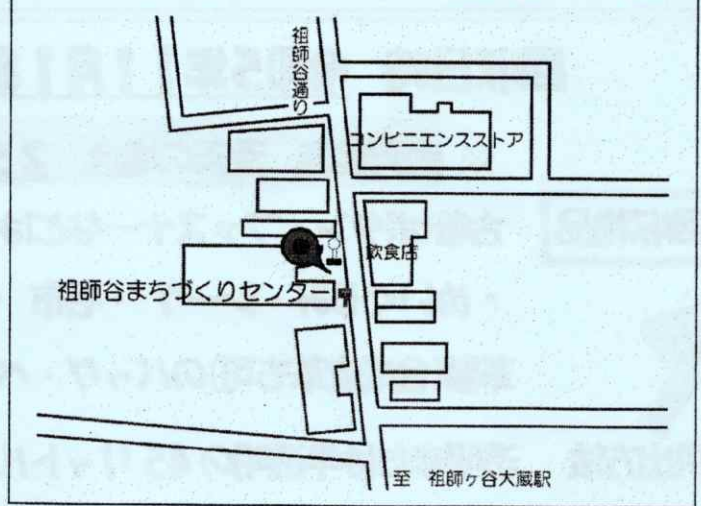 祖師谷通り
コンビニエンスストア
飲食店
祖師谷まちづくりセンター
至 祖師ヶ谷大蔵駅